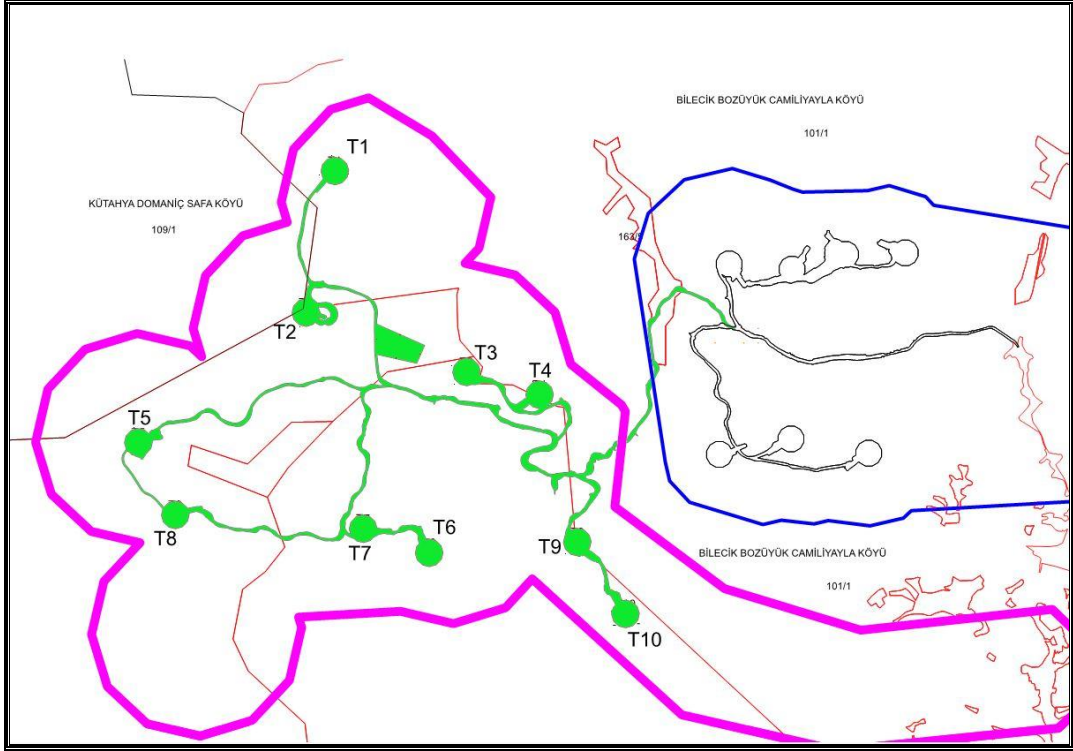 BİLECİK BOZÜYÜK CAMİLİYAYLA KÖYÜ
101/1
T1
KÜTAHYA DOMANİÇ SAFA KÖYÜ
109/1
T2
T3
T4
T5
T6
T7
T8
T9
BİLECİK BOZÜYÜK CAMİLİYAYLA KÖYÜ
101/1
T10